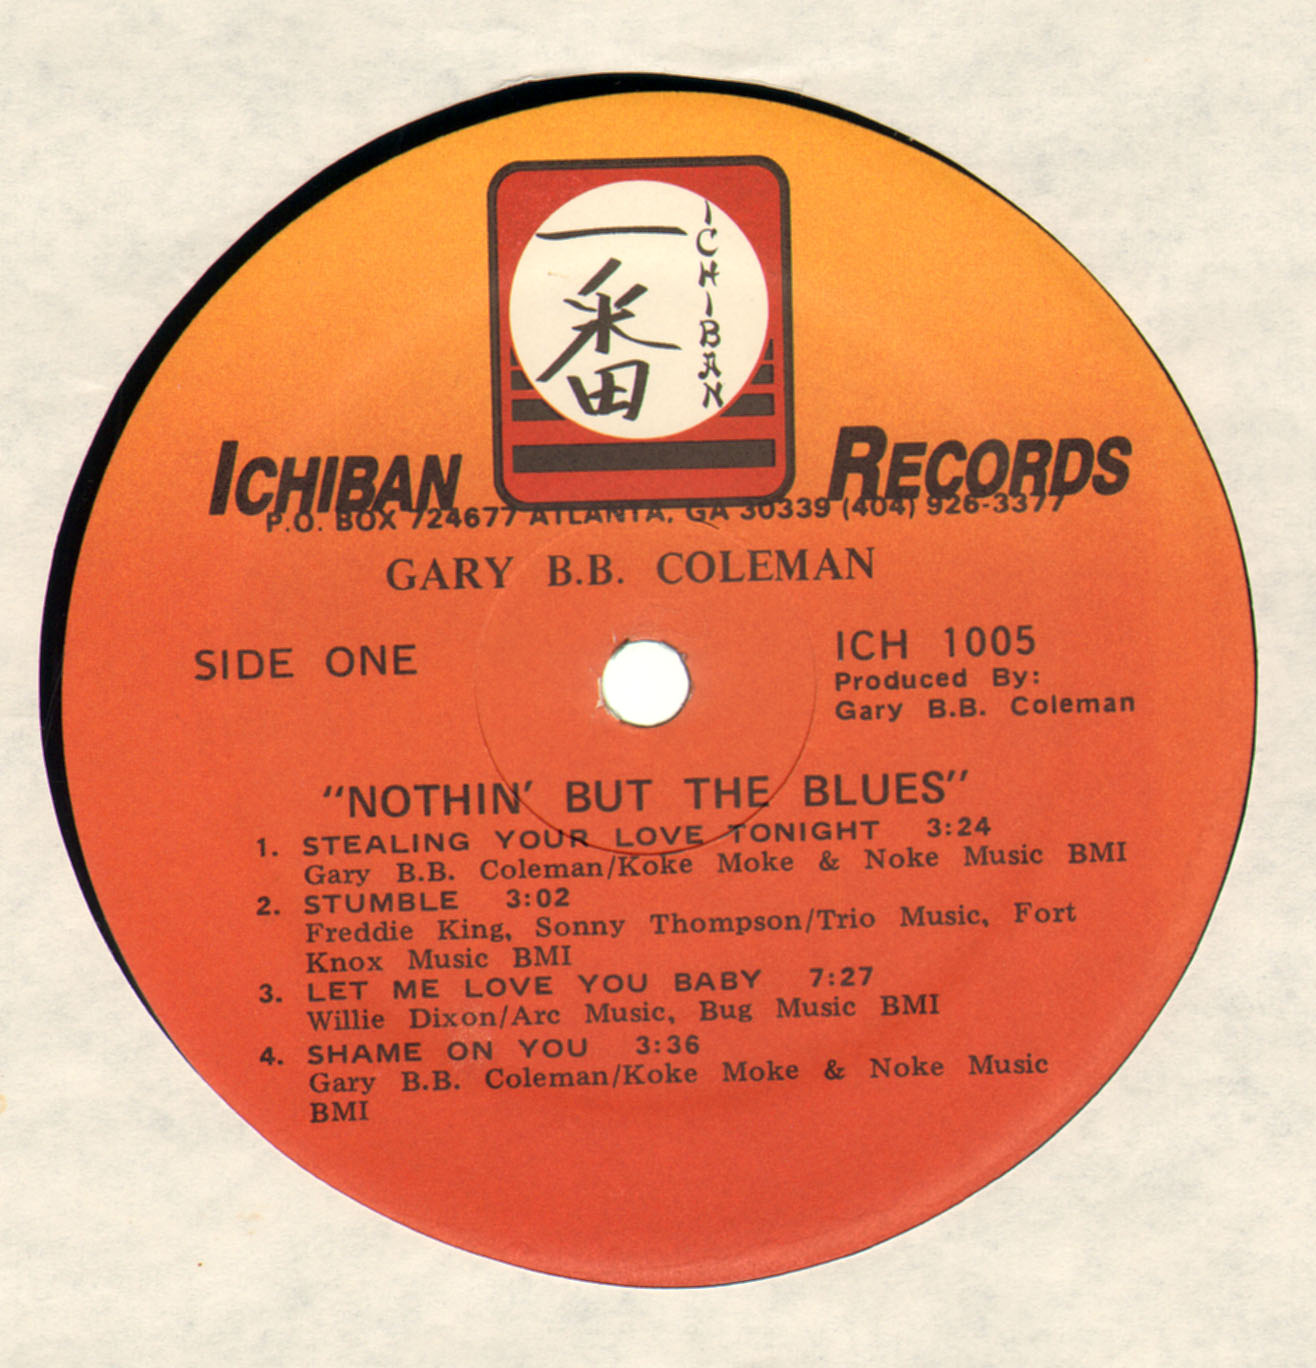 一番
ICHIBAN
ICHIBAN RECORDS
P.O. BOX 724677 ATLANTA, GA 30339 (404) 926-3377
GARY B.B. COLEMAN
SIDE ONE
ICH 1005
Produced By:
Gary B.B. Coleman
"NOTHIN' BUT THE BLUES"
1. STEALING YOUR LOVE TONIGHT 3:24
Gary B.B. Coleman/Koke Moke & Noke Music BMI
2. STUMBLE 3:02
Freddie King, Sonny Thompson/Trio Music, Fort
Knox Music BMI
3. LET ME LOVE YOU BABY 7:27
Willie Dixon/Arc Music, Bug Music BMI
4. SHAME ON YOU 3:36
Gary B.B. Coleman/Koke Moke & Noke Music
BMI